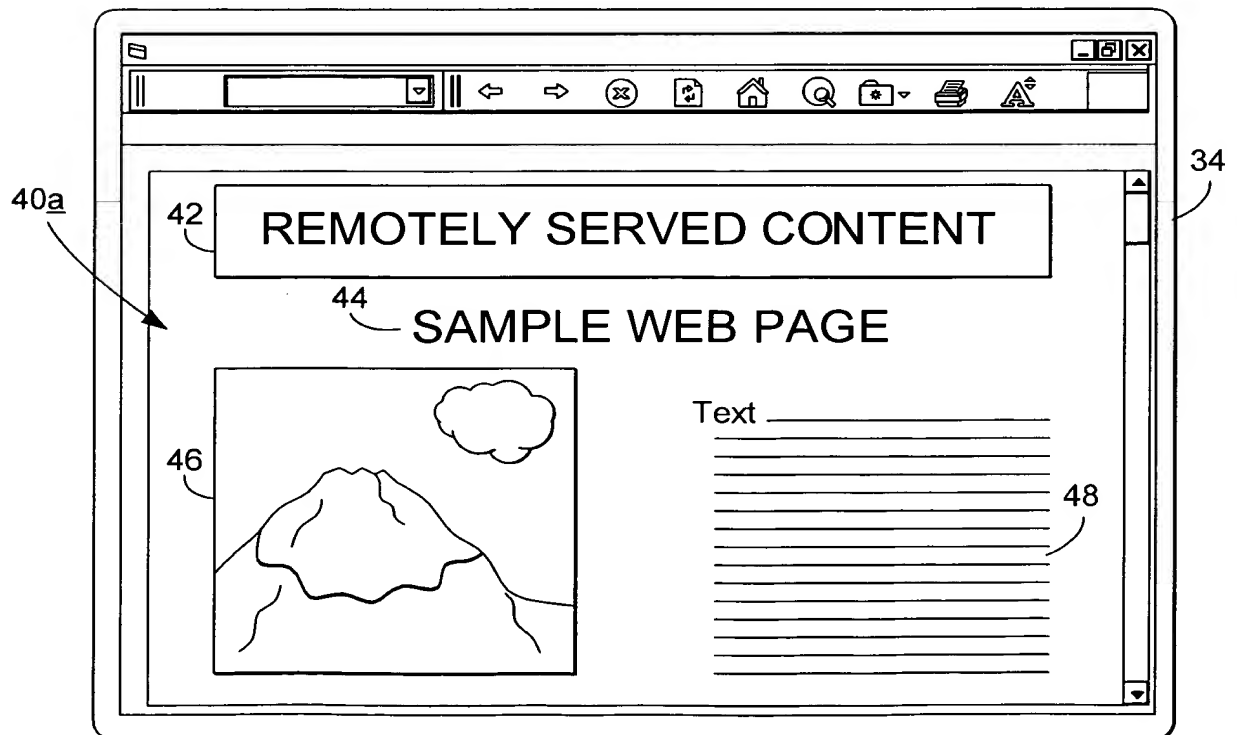 34
40a
42
REMOTELY SERVED CONTENT
44
SAMPLE WEB PAGE
46
Text
48